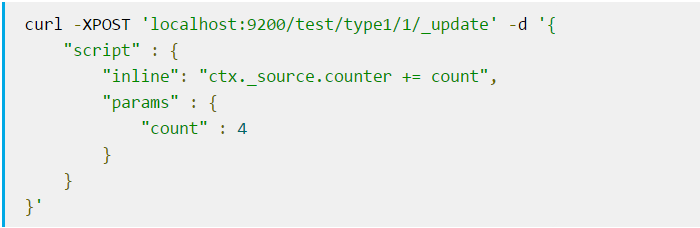 curl -XPOST 'localhost:9200/test/type1/1/_update' -d '{
    "script" : {
        "inline": "ctx._source.counter += count",
        "params" : {
            "count" : 4
        }
    }
}'